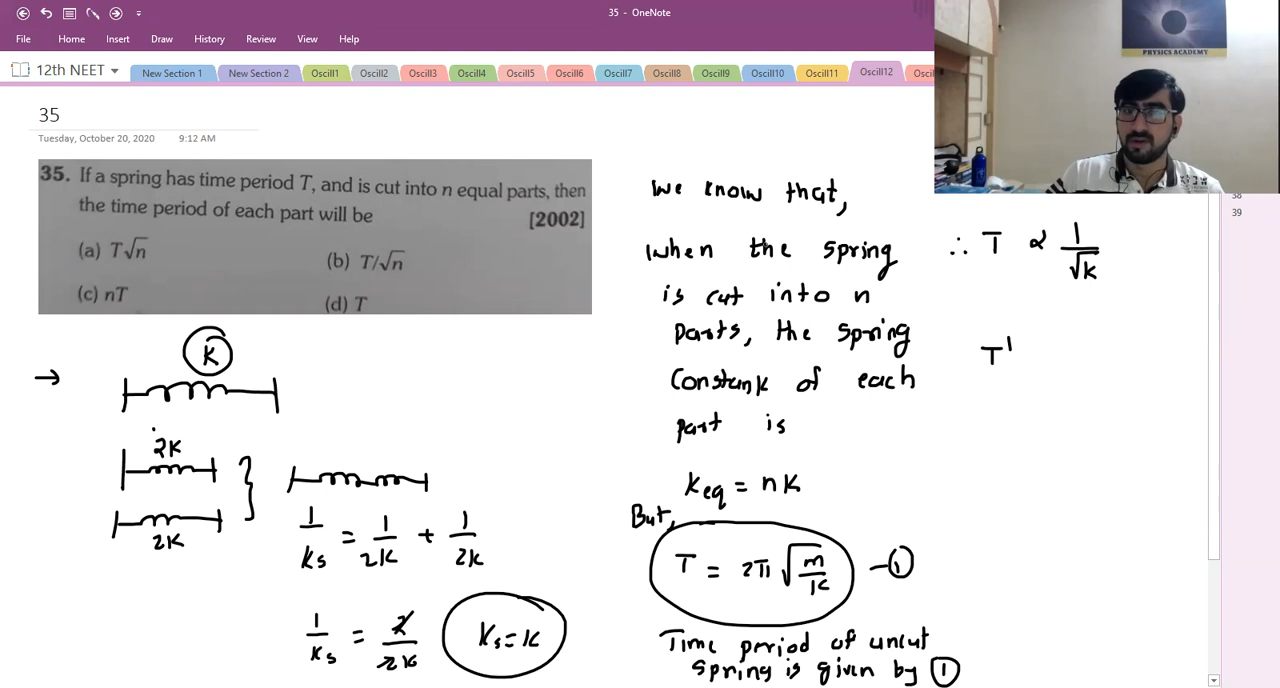 35 - OneNote
File Home Insert Draw History Review View Help
12th NEET New Section 1 New Section 2 Oscill1 Oscill2 Oscill3 Oscill4 Oscill5 Oscill6 Oscill7 Oscill8 Oscill9 Oscill10 Oscill11 Oscill12 Oscil
PHYSICS ACADEMY
38
39
35
Tuesday, October 20, 2020 9:12 AM
35. If a spring has time period T, and is cut into n equal parts, then
the time period of each part will be [2002]
(a) T√n (b) T/√n
(c) nT (d) T
→ K
2K
2K
1/Ks = 1/2K + 1/2K
1/Ks = 2/2K Ks = K
We know that,
When the spring
is cut into n
parts, the spring
Constank of each
part is
Keq = nK
But,
T = 2π √m/K —①
Time period of uncut
spring is given by ①
∴ T ∝ 1/√K
T'